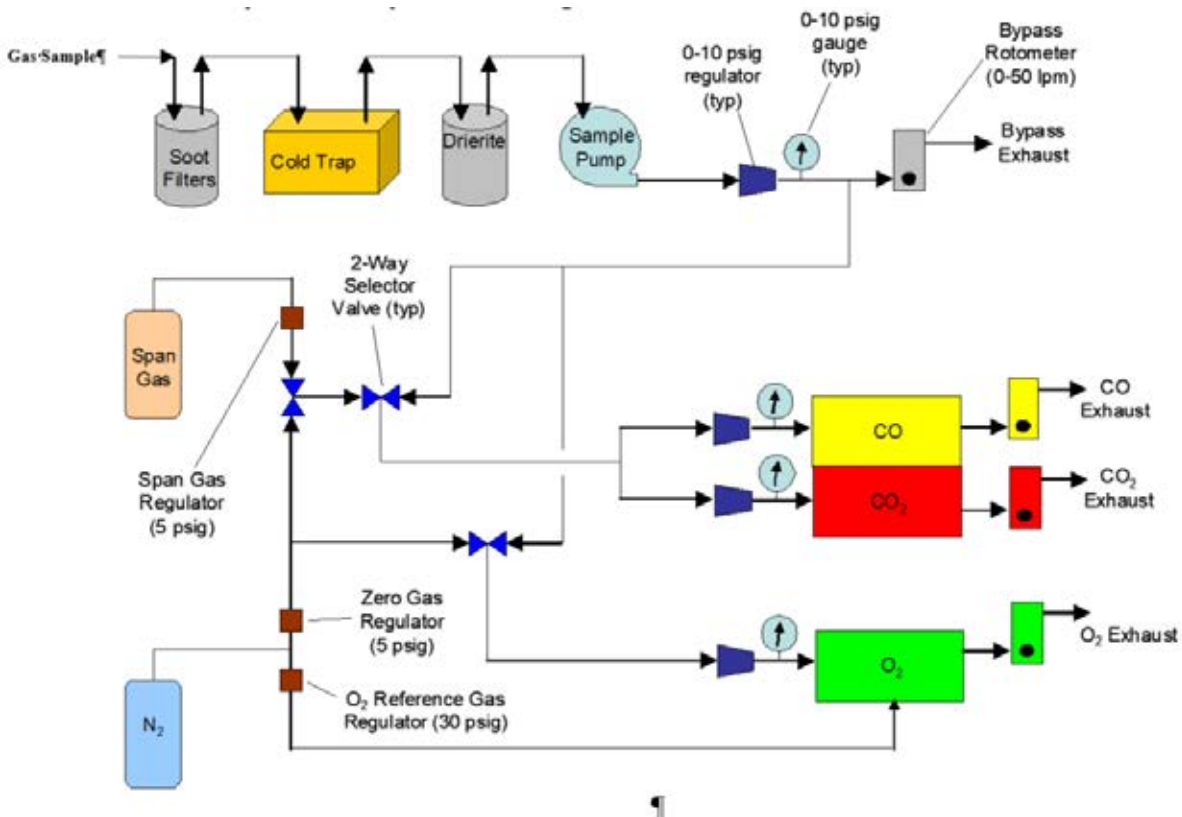 Gas·Sample¶
Soot
Filters
Cold Trap
Drierite
Sample
Pump
0-10 psig
regulator
(typ)
0-10 psig
gauge
(typ)
Bypass
Rotometer
(0-50 lpm)
Bypass
Exhaust
2-Way
Selector
Valve (typ)
Span
Gas
Span Gas
Regulator
(5 psig)
CO
CO
Exhaust
CO₂
CO₂
Exhaust
Zero Gas
Regulator
(5 psig)
O₂ Reference Gas
Regulator (30 psig)
N₂
O₂
O₂ Exhaust
¶